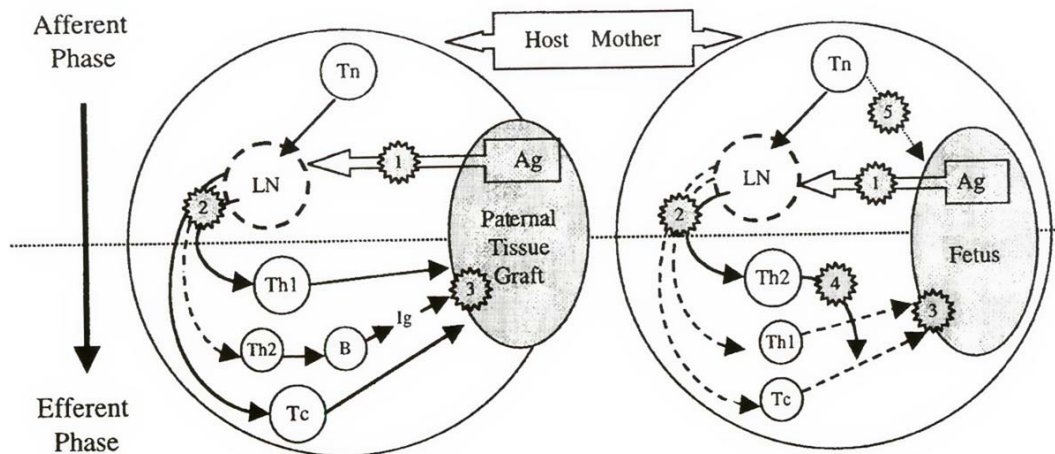 Afferent
Phase
Host Mother
Tn
LN
1
Ag
2
Paternal
Tissue
Graft
Th1
3
Th2
B
Ig
Tc
Tn
5
LN
1
Ag
2
Fetus
Th2
4
Th1
3
Tc
Efferent
Phase